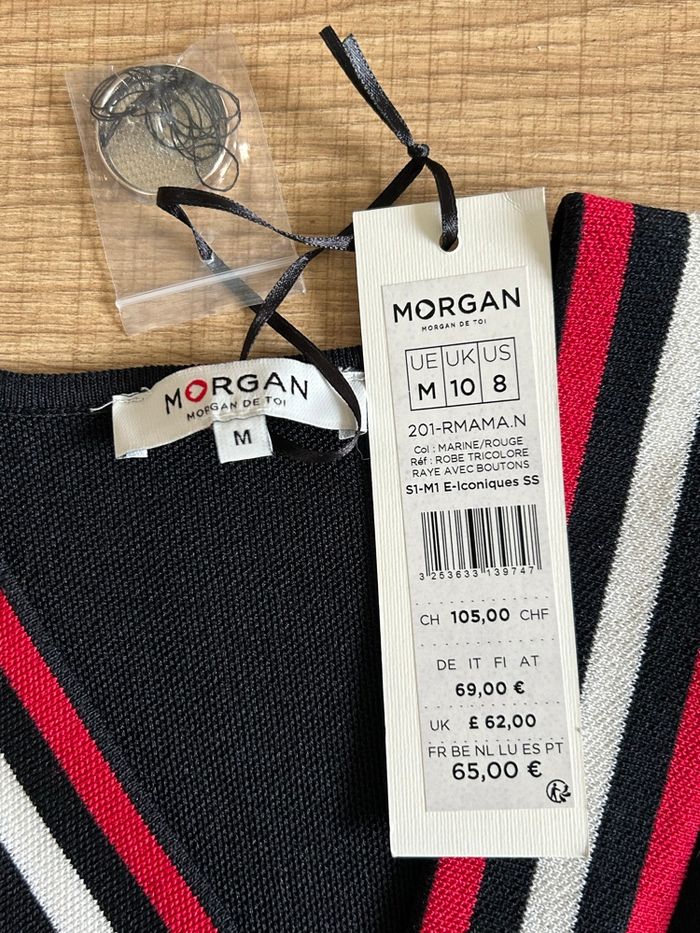 MORGAN
MORGAN DE TOI
M
MORGAN
MORGAN DE TOI
UE UK US
M 10 8
201-RMAMA.N
Col : MARINE/ROUGE
Réf : ROBE TRICOLORE
RAYE AVEC BOUTONS
S1-M1 E-Iconiques SS
3 253633 139747
CH 105,00 CHF
DE IT FI AT
69,00 €
UK £ 62,00
FR BE NL LU ES PT
65,00 €